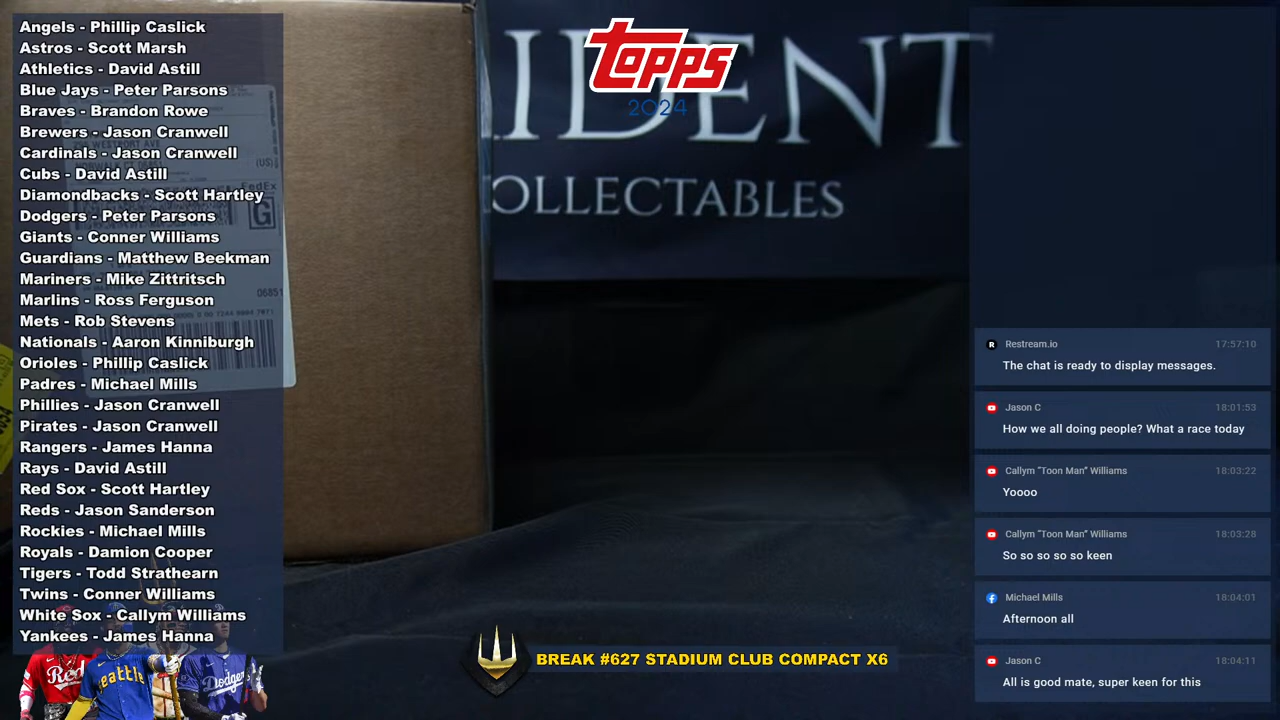 Angels - Phillip Caslick
Astros - Scott Marsh
Athletics - David Astill
Blue Jays - Peter Parsons
Braves - Brandon Rowe
Brewers - Jason Cranwell
Cardinals - Jason Cranwell
Cubs - David Astill
Diamondbacks - Scott Hartley
Dodgers - Peter Parsons
Giants - Conner Williams
Guardians - Matthew Beekman
Mariners - Mike Zittritsch
Marlins - Ross Ferguson
Mets - Rob Stevens
Nationals - Aaron Kinniburgh
Orioles - Phillip Caslick
Padres - Michael Mills
Phillies - Jason Cranwell
Pirates - Jason Cranwell
Rangers - James Hanna
Rays - David Astill
Red Sox - Scott Hartley
Reds - Jason Sanderson
Rockies - Michael Mills
Royals - Damion Cooper
Tigers - Todd Strathearn
Twins - Conner Williams
White Sox - Callym Williams
Yankees - James Hanna
(US)
FedEx
G
topps
2024
IDENT
OLLECTABLES
BREAK #627 STADIUM CLUB COMPACT X6
Restream.io 17:57:10
The chat is ready to display messages.
Jason C 18:01:53
How we all doing people? What a race today
Callym “Toon Man” Williams 18:03:22
Yoooo
Callym “Toon Man” Williams 18:03:28
So so so so so keen
Michael Mills 18:04:01
Afternoon all
Jason C 18:04:11
All is good mate, super keen for this
Reds
Seattle
Dodgers